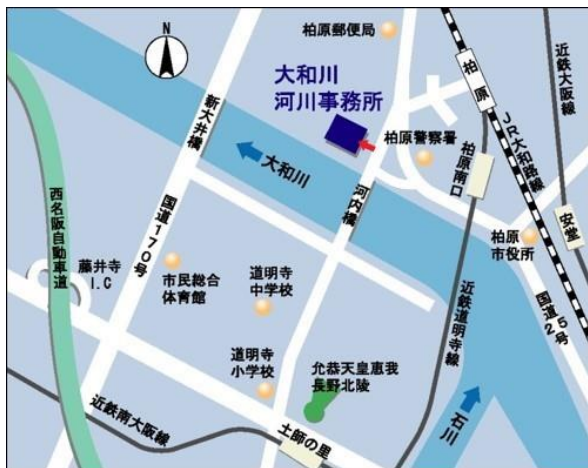 N
柏原郵便局
大和川
河川事務所
柏原
近鉄大阪線
JR大和路線
新大井橋
柏原警察署
柏原南口
大和川
河内橋
安堂
国道170号
西名阪自動車道
藤井寺
I.C
市民総合
体育館
道明寺
中学校
柏原
市役所
国道25号
近鉄道明寺線
道明寺
小学校
允恭天皇恵我
長野北陵
石川
近鉄南大阪線
土師の里